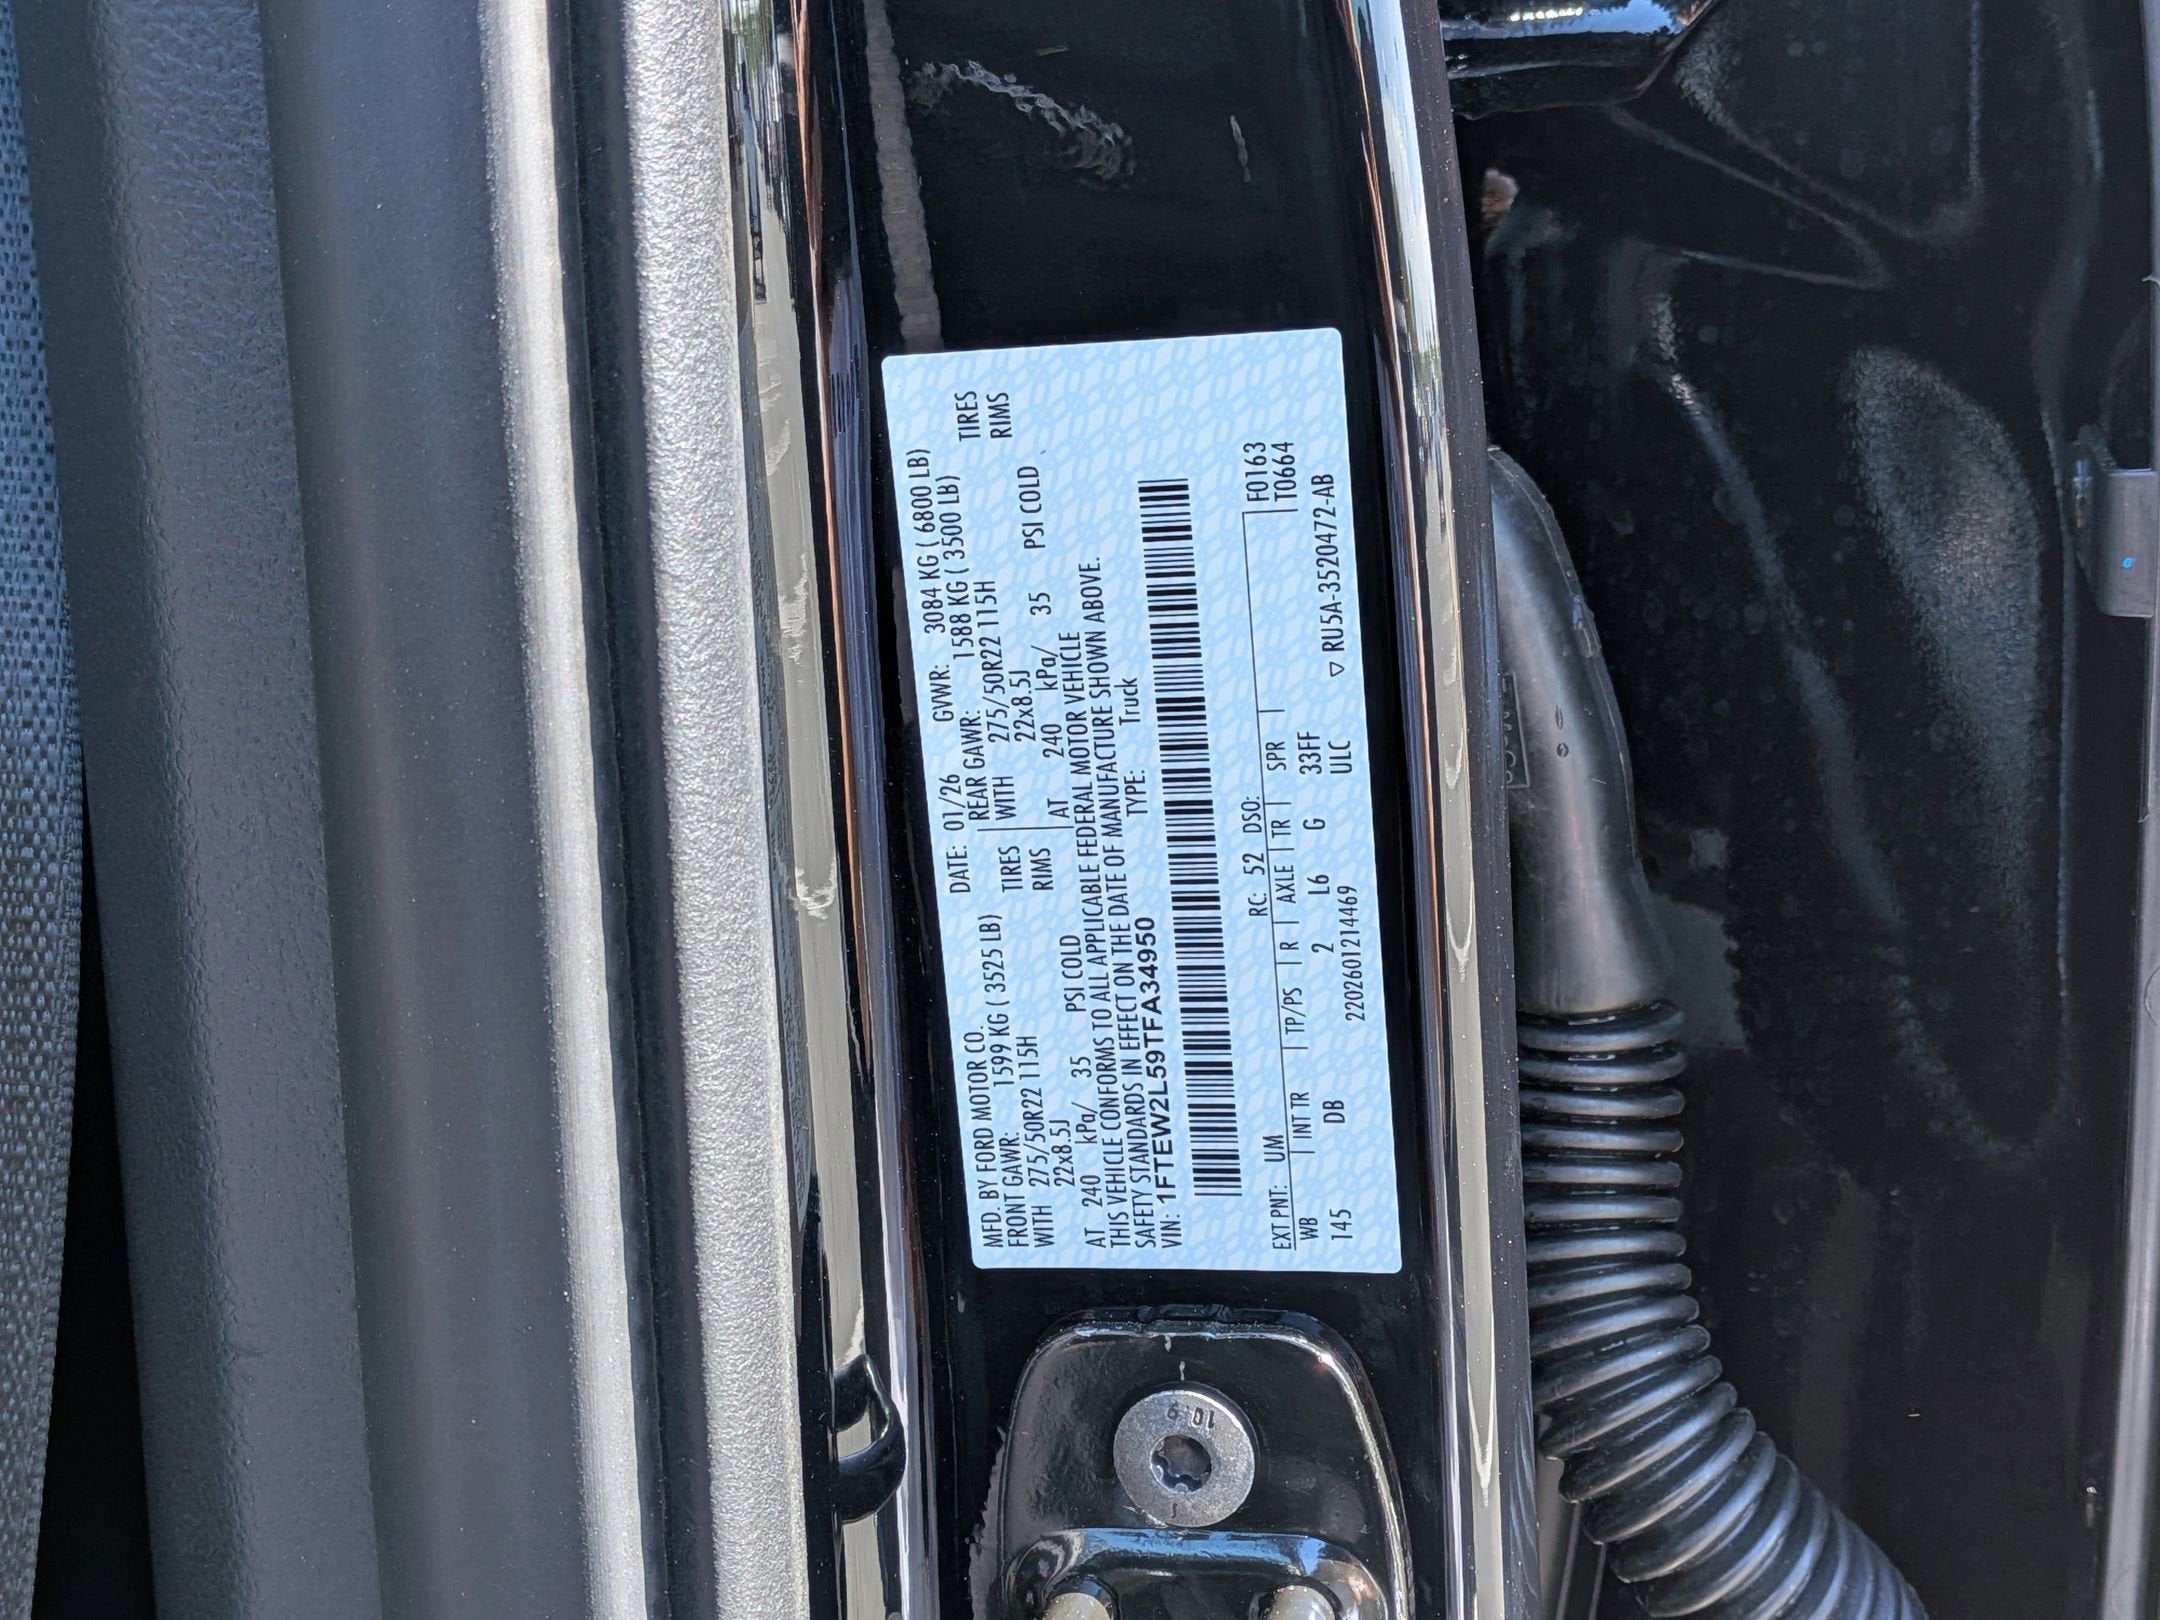 MFD. BY FORD MOTOR CO. DATE: 01/26 GVWR: 3084 KG ( 6800 LB)
FRONT GAWR: 1599 KG ( 3525 LB) REAR GAWR: 1588 KG ( 3500 LB)
WITH 275/50R22 115H TIRES WITH 275/50R22 115H TIRES
22x8.5J RIMS 22x8.5J RIMS
AT 240 kPa/ 35 PSI COLD AT 240 kPa/ 35 PSI COLD
THIS VEHICLE CONFORMS TO ALL APPLICABLE FEDERAL MOTOR VEHICLE
SAFETY STANDARDS IN EFFECT ON THE DATE OF MANUFACTURE SHOWN ABOVE.
VIN: 1FTEW2L59TFA34950 TYPE: Truck
EXT PNT: UM RC: 52 DSO: F0163
WB INT TR TP/PS R AXLE TR SPR T0664
145 DB 2 L6 G 33FF
2202601214469 ULC ▽ RU5A-3520472-AB
10.9